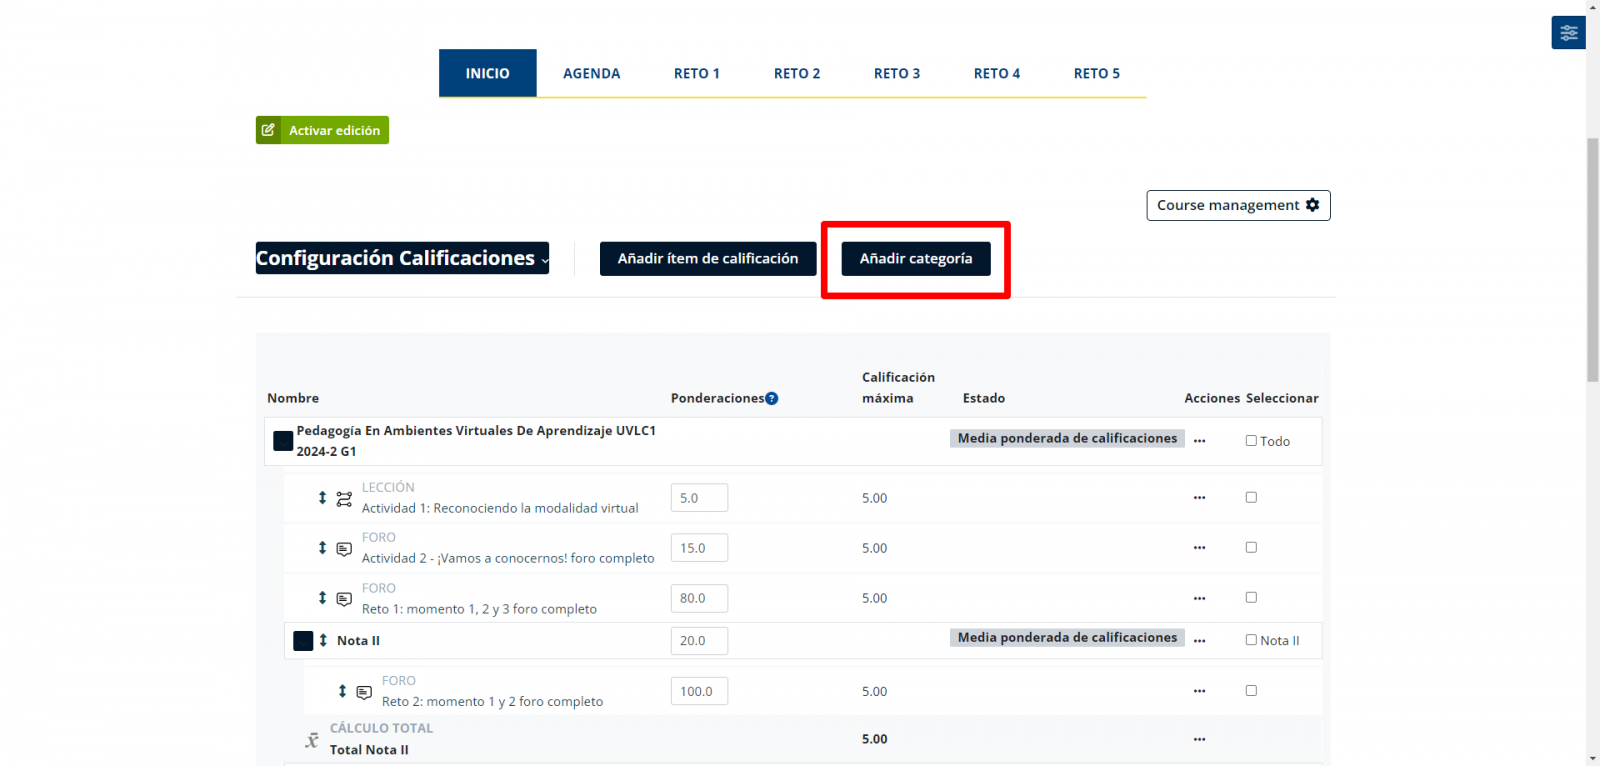 INICIO AGENDA RETO 1 RETO 2 RETO 3 RETO 4 RETO 5
Activar edición
Course management
Configuración Calificaciones Añadir ítem de calificación Añadir categoría
Calificación
Nombre Ponderaciones? máxima Estado Acciones Seleccionar
Pedagogía En Ambientes Virtuales De Aprendizaje UVLC1 Media ponderada de calificaciones ... Todo
2024-2 G1
LECCIÓN
Actividad 1: Reconociendo la modalidad virtual 5.0 5.00 ...
FORO
Actividad 2 - ¡Vamos a conocernos! foro completo 15.0 5.00 ...
FORO
Reto 1: momento 1, 2 y 3 foro completo 80.0 5.00 ...
Nota II 20.0 Media ponderada de calificaciones ... Nota II
FORO
Reto 2: momento 1 y 2 foro completo 100.0 5.00 ...
CÁLCULO TOTAL
x̄ Total Nota II 5.00 ...